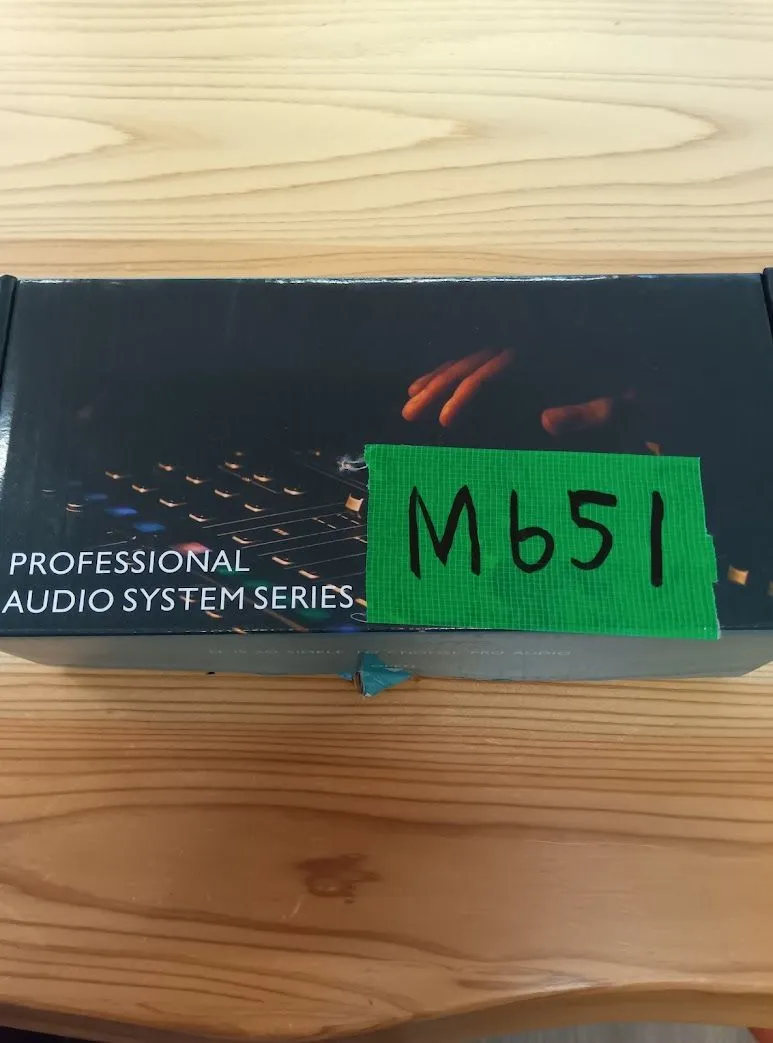 PROFESSIONAL
AUDIO SYSTEM SERIES
M651